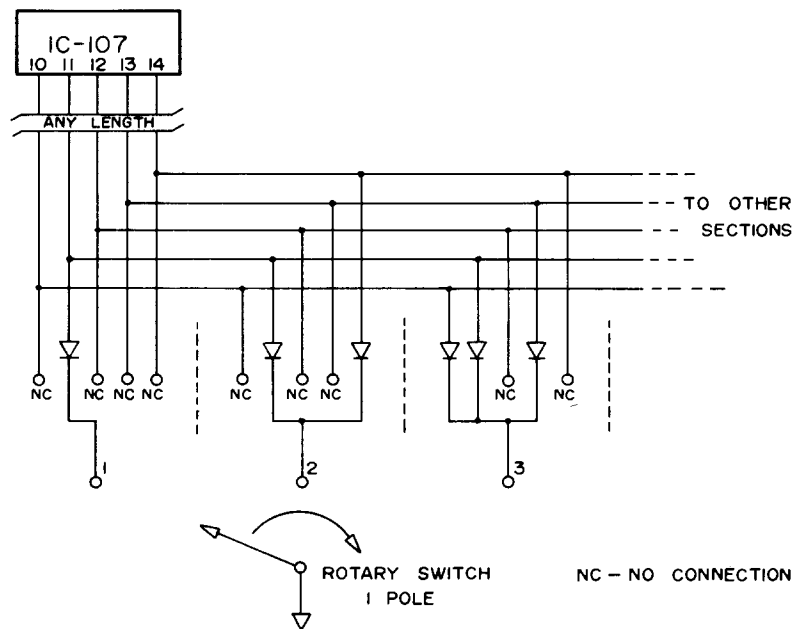 IC-107
10 11 12 13 14
ANY LENGTH
TO OTHER
SECTIONS
NC NC NC NC NC NC NC NC NC
1 2 3
ROTARY SWITCH
1 POLE
NC - NO CONNECTION